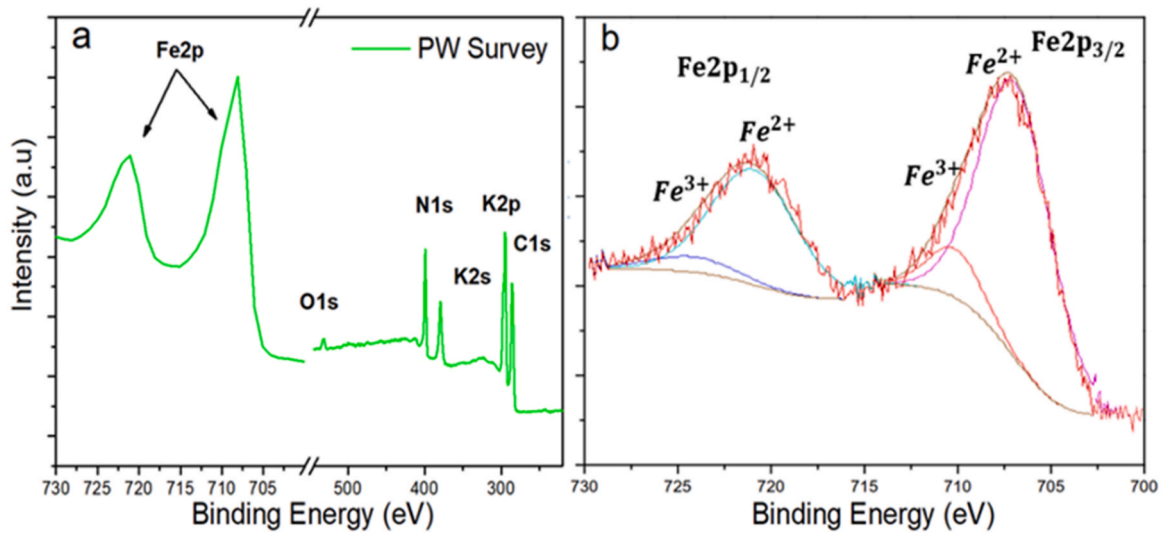 a
Fe2p
PW Survey
N1s
K2p
C1s
K2s
O1s
Intensity (a.u)
730 725 720 715 710 705 500 400 300
Binding Energy (eV)
b
Fe2p3/2
Fe2+
Fe2p1/2
Fe2+
Fe3+
Fe3+
730 725 720 715 710 705 700
Binding Energy (eV)